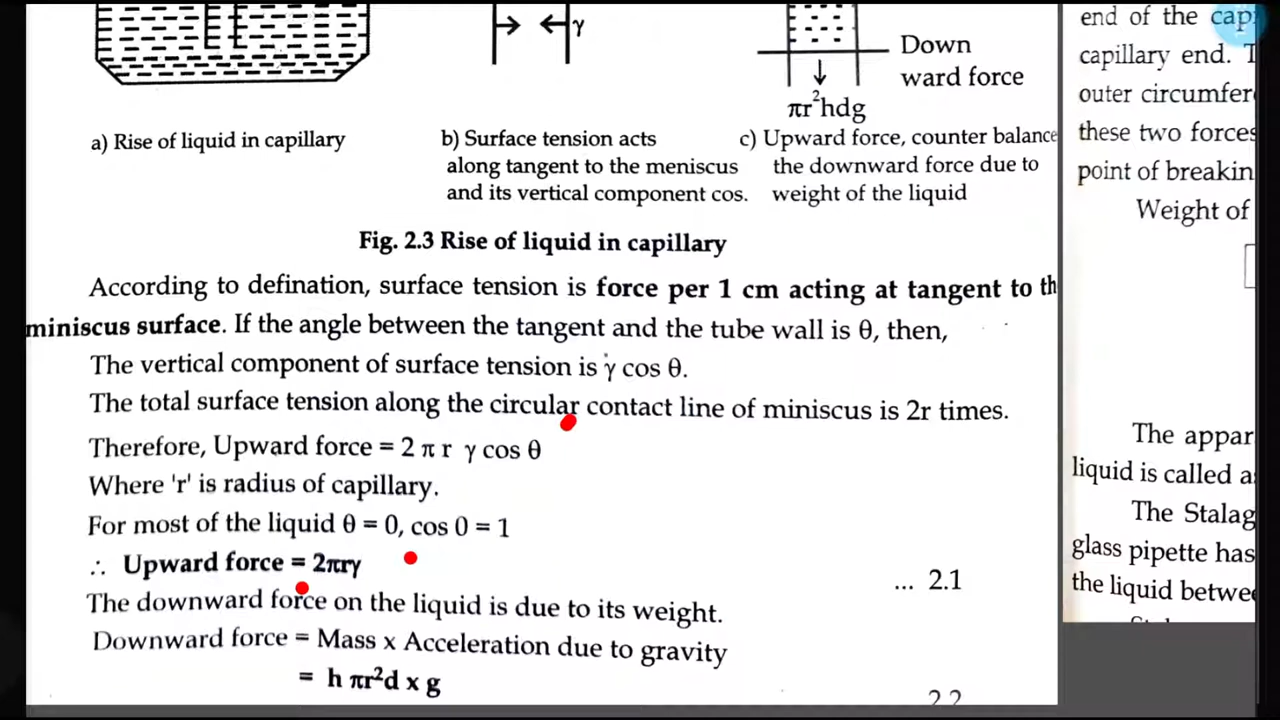 γ
Down
ward force
πr²hdg
a) Rise of liquid in capillary
b) Surface tension acts
along tangent to the meniscus
and its vertical component cos.
c) Upward force, counter balance
the downward force due to
weight of the liquid
Fig. 2.3 Rise of liquid in capillary
According to defination, surface tension is force per 1 cm acting at tangent to th
miniscus surface. If the angle between the tangent and the tube wall is θ, then,
The vertical component of surface tension is γ cos θ.
The total surface tension along the circular contact line of miniscus is 2r times.
Therefore, Upward force = 2 π r γ cos θ
Where 'r' is radius of capillary.
For most of the liquid θ = 0, cos 0 = 1
∴ Upward force = 2πrγ ... 2.1
The downward force on the liquid is due to its weight.
Downward force = Mass x Acceleration due to gravity
= h πr²d x g
2.2
end of the cap
capillary end.
outer circumfer
these two forces
point of breakin
Weight of
The appar
liquid is called a
The Stalag
glass pipette has
the liquid betwe